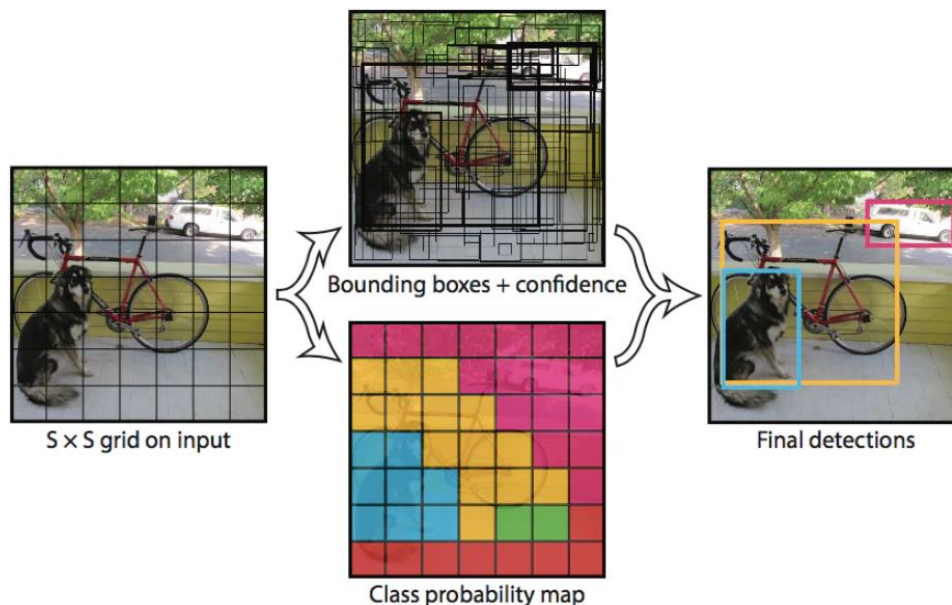 S × S grid on input
Bounding boxes + confidence
Class probability map
Final detections